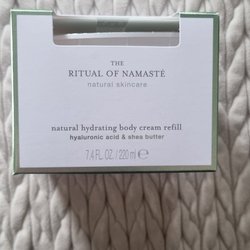 THE
RITUAL OF NAMASTÉ
natural skincare
natural hydrating body cream refill
hyaluronic acid & shea butter
7.4 FL. OZ. / 220 ml ℮